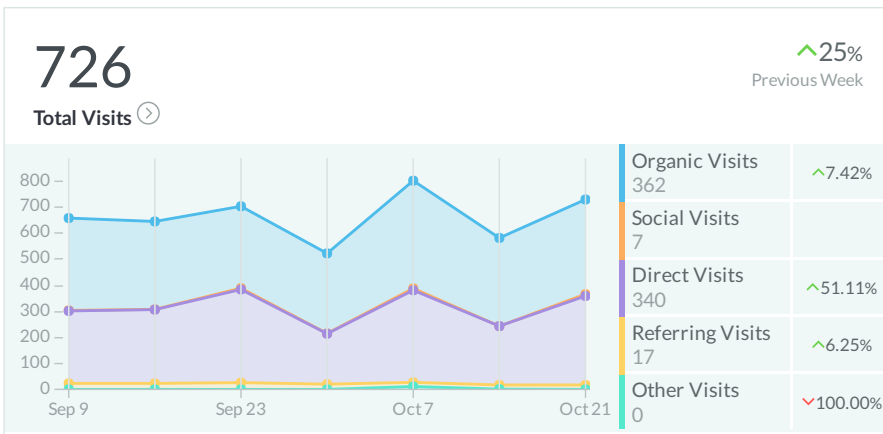 726
25%
Total Visits
Previous Week
800
700
600
500
400
300
200
100
0
Sep 9
Sep 23
Oct 7
Oct 21
Organic Visits
362
7.42%
Social Visits
7
Direct Visits
340
51.11%
Referring Visits
17
6.25%
Other Visits
0
100.00%